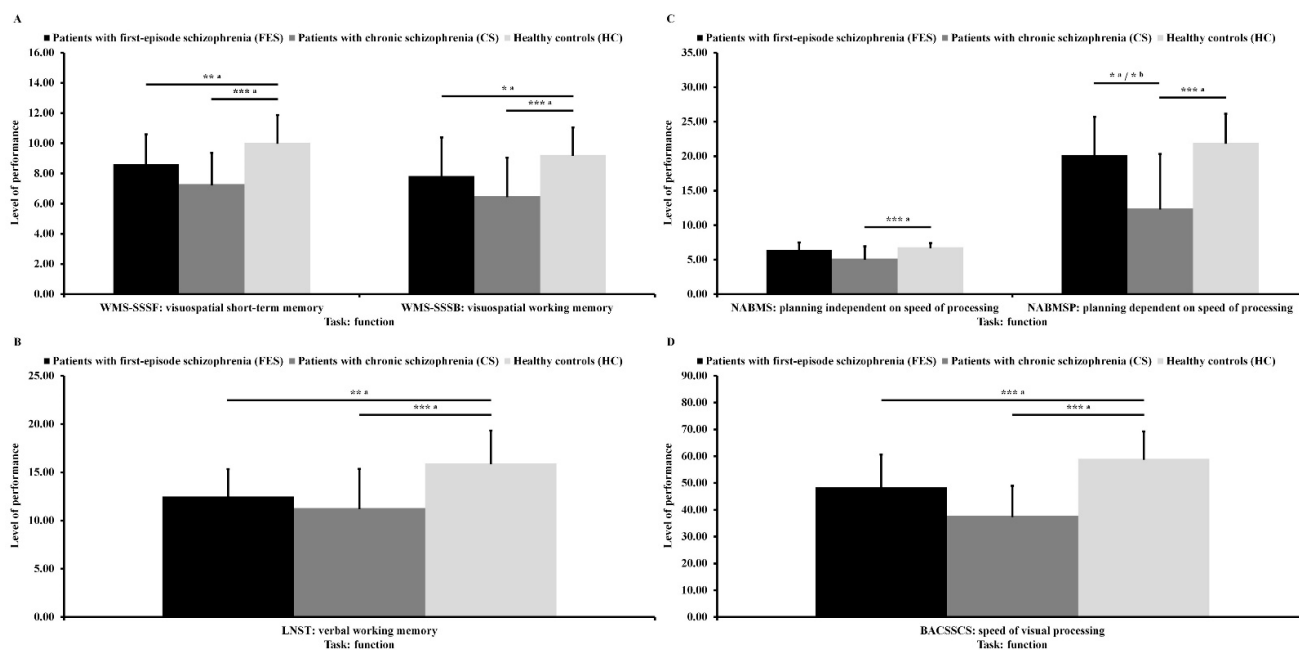 A
Patients with first-episode schizophrenia (FES) Patients with chronic schizophrenia (CS) Healthy controls (HC)
16.00
14.00
12.00
10.00
8.00
6.00
4.00
2.00
0.00
Level of performance
** a
*** a
* a
*** a
WMS-SSSF: visuospatial short-term memory WMS-SSSB: visuospatial working memory
Task: function
C
Patients with first-episode schizophrenia (FES) Patients with chronic schizophrenia (CS) Healthy controls (HC)
35.00
30.00
25.00
20.00
15.00
10.00
5.00
0.00
Level of performance
*** a
* a / * b
*** a
NABMS: planning independent on speed of processing NABMSP: planning dependent on speed of processing
Task: function
B
Patients with first-episode schizophrenia (FES) Patients with chronic schizophrenia (CS) Healthy controls (HC)
25.00
20.00
15.00
10.00
5.00
0.00
Level of performance
** a
*** a
LNST: verbal working memory
Task: function
D
Patients with first-episode schizophrenia (FES) Patients with chronic schizophrenia (CS) Healthy controls (HC)
90.00
80.00
70.00
60.00
50.00
40.00
30.00
20.00
10.00
0.00
Level of performance
*** a
*** a
BACSSCS: speed of visual processing
Task: function